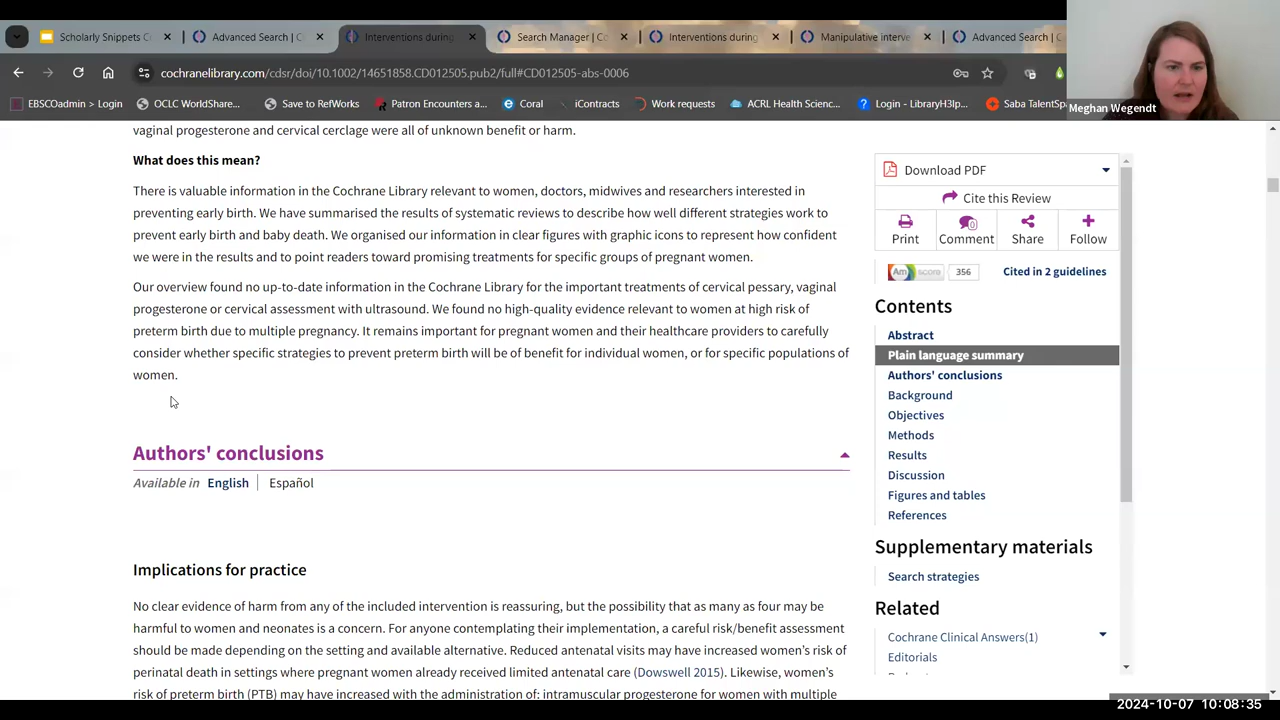 Scholarly Snippets C
Advanced Search | C
Interventions during
Search Manager | Co
Interventions during
Manipulative interve
Advanced Search | C
cochranelibrary.com/cdsr/doi/10.1002/14651858.CD012505.pub2/full#CD012505-abs-0006
Meghan Wegendt
EBSCOadmin > Login
OCLC WorldShare...
Save to RefWorks
Patron Encounters a...
Coral
iContracts
Work requests
ACRL Health Scienc...
Login - LibraryH3lp...
Saba TalentSp
vaginal progesterone and cervical cerclage were all of unknown benefit or harm.
What does this mean?
There is valuable information in the Cochrane Library relevant to women, doctors, midwives and researchers interested in
preventing early birth. We have summarised the results of systematic reviews to describe how well different strategies work to
prevent early birth and baby death. We organised our information in clear figures with graphic icons to represent how confident
we were in the results and to point readers toward promising treatments for specific groups of pregnant women.
Our overview found no up-to-date information in the Cochrane Library for the important treatments of cervical pessary, vaginal
progesterone or cervical assessment with ultrasound. We found no high-quality evidence relevant to women at high risk of
preterm birth due to multiple pregnancy. It remains important for pregnant women and their healthcare providers to carefully
consider whether specific strategies to prevent preterm birth will be of benefit for individual women, or for specific populations of
women.
Authors' conclusions
Available in English Español
Implications for practice
No clear evidence of harm from any of the included intervention is reassuring, but the possibility that as many as four may be
harmful to women and neonates is a concern. For anyone contemplating their implementation, a careful risk/benefit assessment
should be made depending on the setting and available alternative. Reduced antenatal visits may have increased women's risk of
perinatal death in settings where pregnant women already received limited antenatal care (Dowswell 2015). Likewise, women's
risk of preterm birth (PTB) may have increased with the administration of: intramuscular progesterone for women with multiple
Download PDF
Cite this Review
Print
Comment
0
Share
Follow
Am score 356
Cited in 2 guidelines
Contents
Abstract
Plain language summary
Authors' conclusions
Background
Objectives
Methods
Results
Discussion
Figures and tables
References
Supplementary materials
Search strategies
Related
Cochrane Clinical Answers(1)
Editorials
2024-10-07 10:08:35